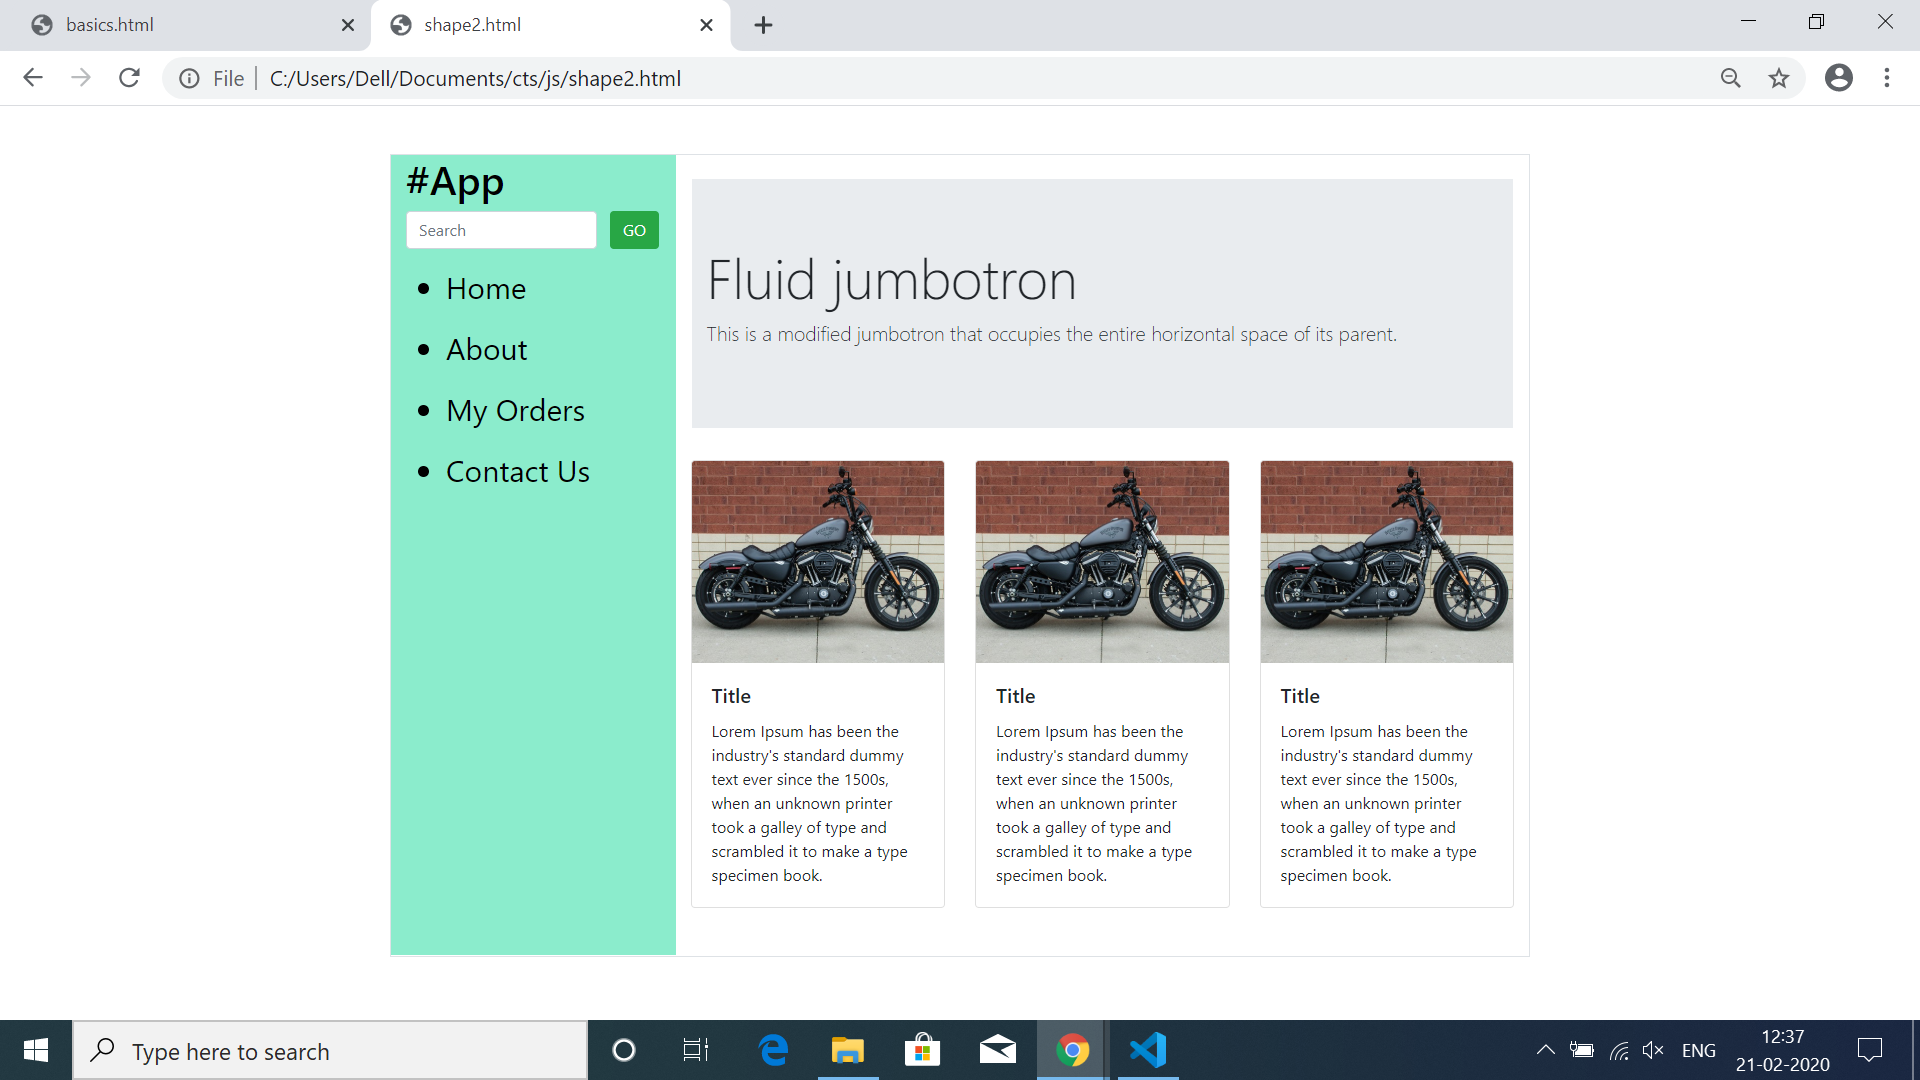 basics.html
shape2.html
File
C:/Users/Dell/Documents/cts/js/shape2.html
#App
Search
GO
Home
About
My Orders
Contact Us
Fluid jumbotron
This is a modified jumbotron that occupies the entire horizontal space of its parent.
Title
Lorem Ipsum has been the
industry's standard dummy
text ever since the 1500s,
when an unknown printer
took a galley of type and
scrambled it to make a type
specimen book.
Title
Lorem Ipsum has been the
industry's standard dummy
text ever since the 1500s,
when an unknown printer
took a galley of type and
scrambled it to make a type
specimen book.
Title
Lorem Ipsum has been the
industry's standard dummy
text ever since the 1500s,
when an unknown printer
took a galley of type and
scrambled it to make a type
specimen book.
Type here to search
ENG
12:37
21-02-2020